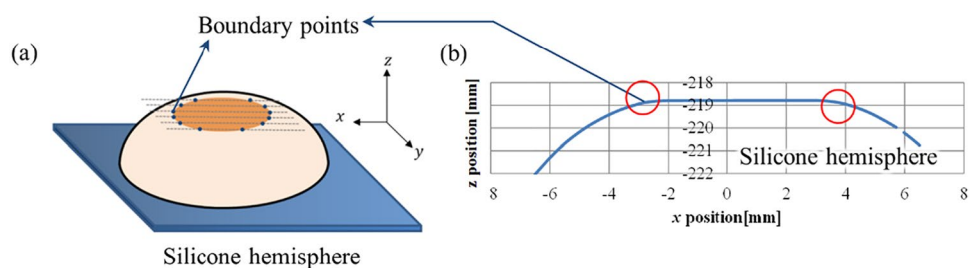 Boundary points
(a)
z
x
y
Silicone hemisphere
(b)
z position [mm]
-218
-219
-220
-221
-222
Silicone hemisphere
8 -6 -4 -2 0 2 4 6 8
x position[mm]